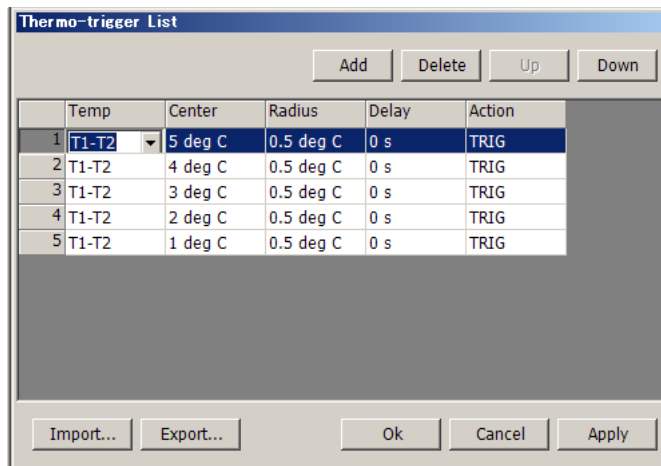 Thermo-trigger List
Add Delete Up Down
Temp Center Radius Delay Action
1 T1-T2 5 deg C 0.5 deg C 0 s TRIG
2 T1-T2 4 deg C 0.5 deg C 0 s TRIG
3 T1-T2 3 deg C 0.5 deg C 0 s TRIG
4 T1-T2 2 deg C 0.5 deg C 0 s TRIG
5 T1-T2 1 deg C 0.5 deg C 0 s TRIG
Import... Export... Ok Cancel Apply